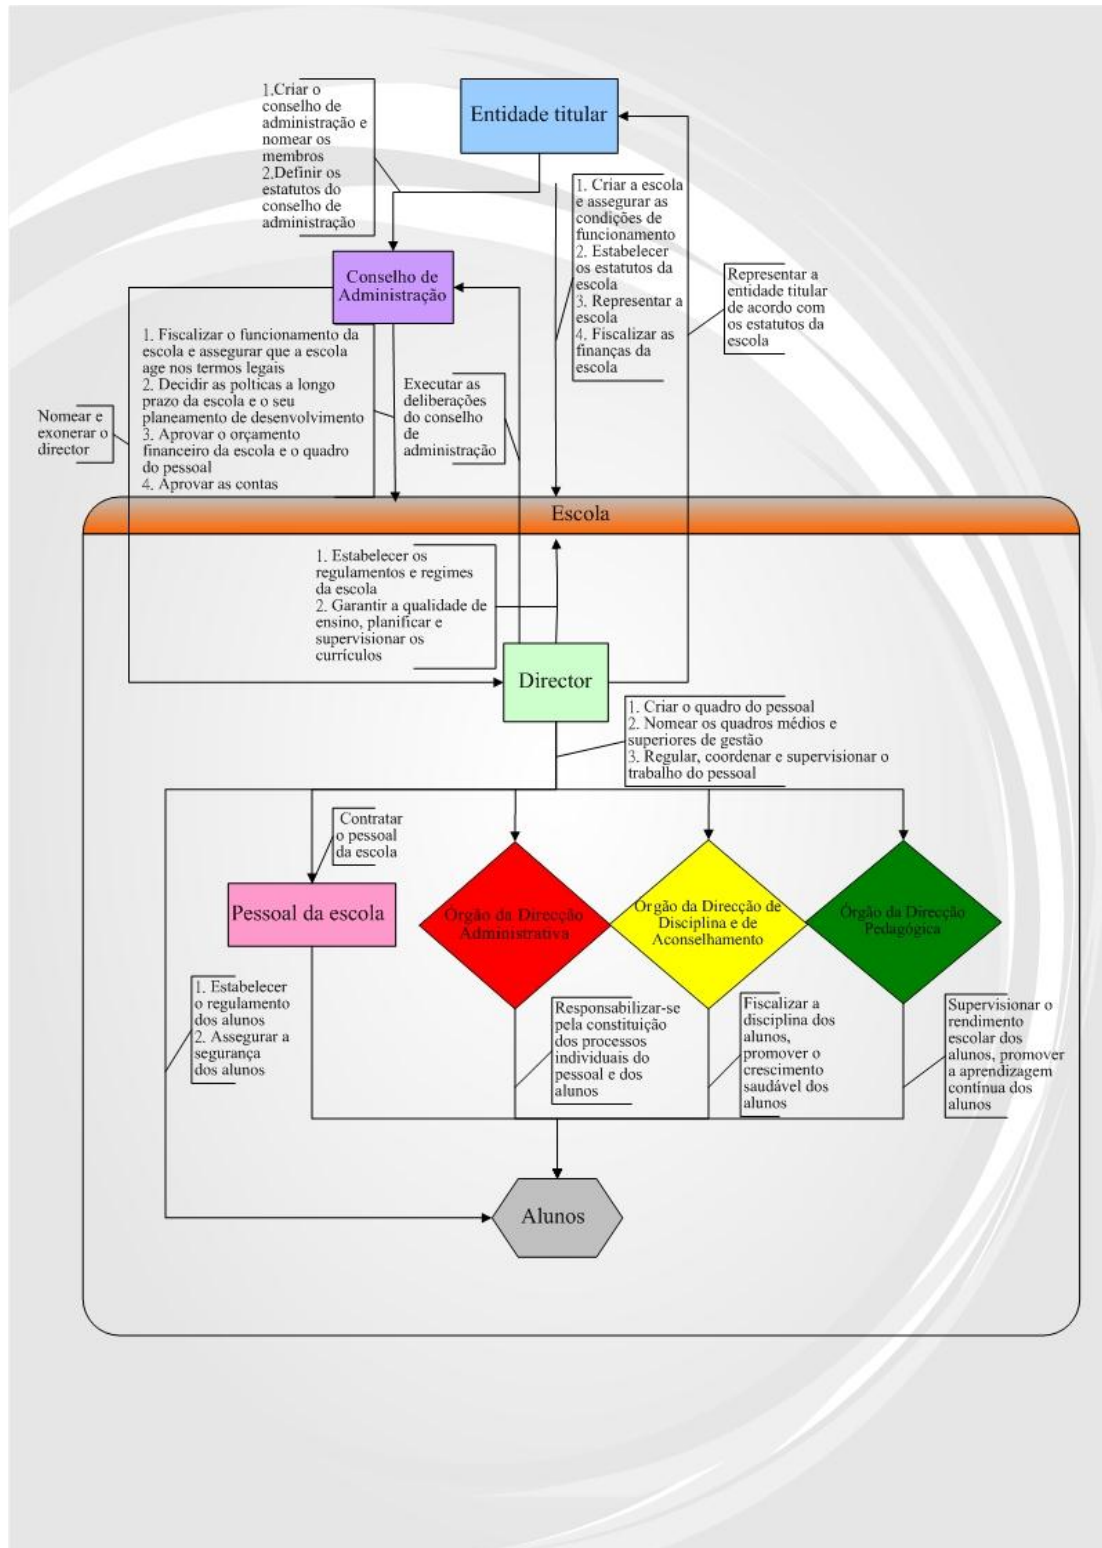 1.Criar o
conselho de
administração e
nomear os
membros
2.Definir os
estatutos do
conselho de
administração
Entidade titular
1. Criar a escola
e assegurar as
condições de
funcionamento
2. Estabelecer
os estatutos da
escola
3. Representar a
escola
4. Fiscalizar as
finanças da
escola
Representar a
entidade titular
de acordo com
os estatutos da
escola
Conselho de
Administração
1. Fiscalizar o funcionamento da
escola e assegurar que a escola
age nos termos legais
2. Decidir as polticas a longo
prazo da escola e o seu
planeamento de desenvolvimento
3. Aprovar o orçamento
financeiro da escola e o quadro
do pessoal
4. Aprovar as contas
Executar as
deliberações
do conselho
de
administração
Nomear e
exonerar o
director
Escola
1. Estabelecer os
regulamentos e regimes
da escola
2. Garantir a qualidade de
ensino, planificar e
supervisionar os
currículos
Director
1. Criar o quadro do pessoal
2. Nomear os quadros médios e
superiores de gestão
3. Regular, coordenar e supervisionar o
trabalho do pessoal
Contratar
o pessoal
da escola
Pessoal da escola
Órgão da Direcção
Administrativa
Órgão da Direcção de
Disciplina e de
Aconselhamento
Órgão da Direcção
Pedagógica
1. Estabelecer
o regulamento
dos alunos
2. Assegurar a
segurança
dos alunos
Responsabilizar-se
pela constituição
dos processos
individuais do
pessoal e dos
alunos
Fiscalizar a
disciplina dos
alunos,
promover o
crescimento
saudável dos
alunos
Supervisionar o
rendimento
escolar dos
alunos, promover
a aprendizagem
contínua dos
alunos
Alunos